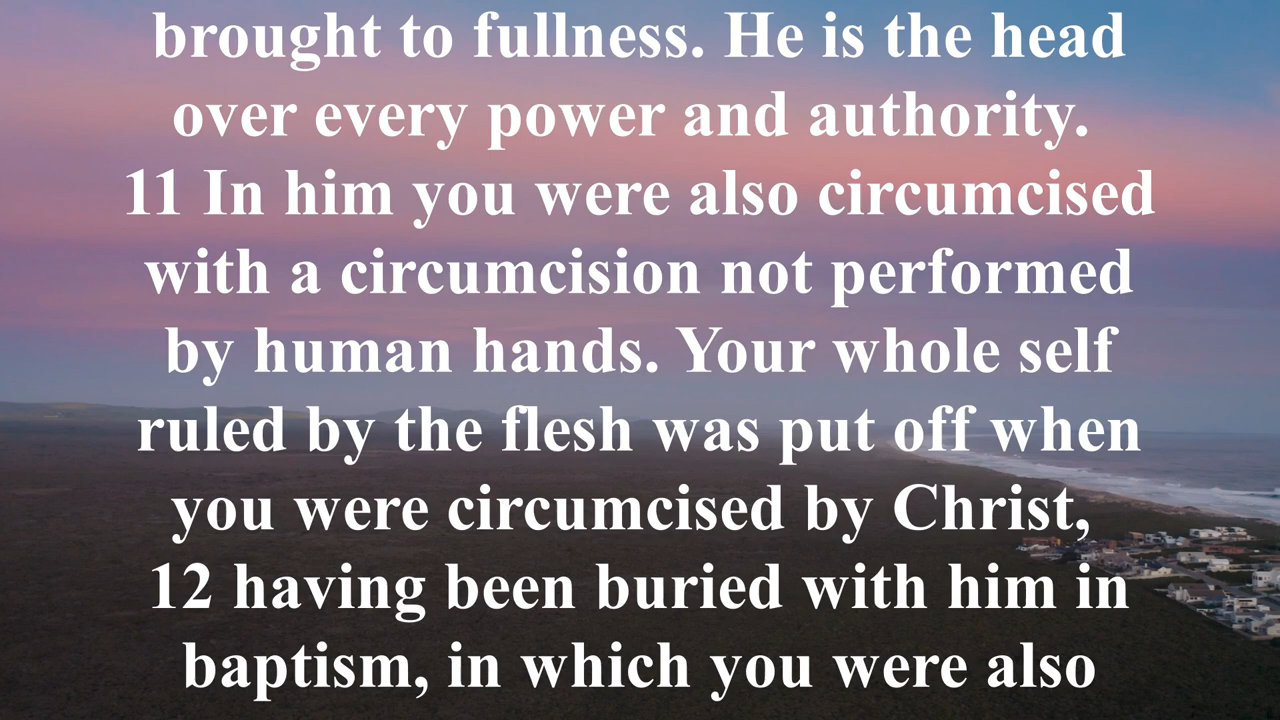 brought to fullness. He is the head
over every power and authority.
11 In him you were also circumcised
with a circumcision not performed
by human hands. Your whole self
ruled by the flesh was put off when
you were circumcised by Christ,
12 having been buried with him in
baptism, in which you were also